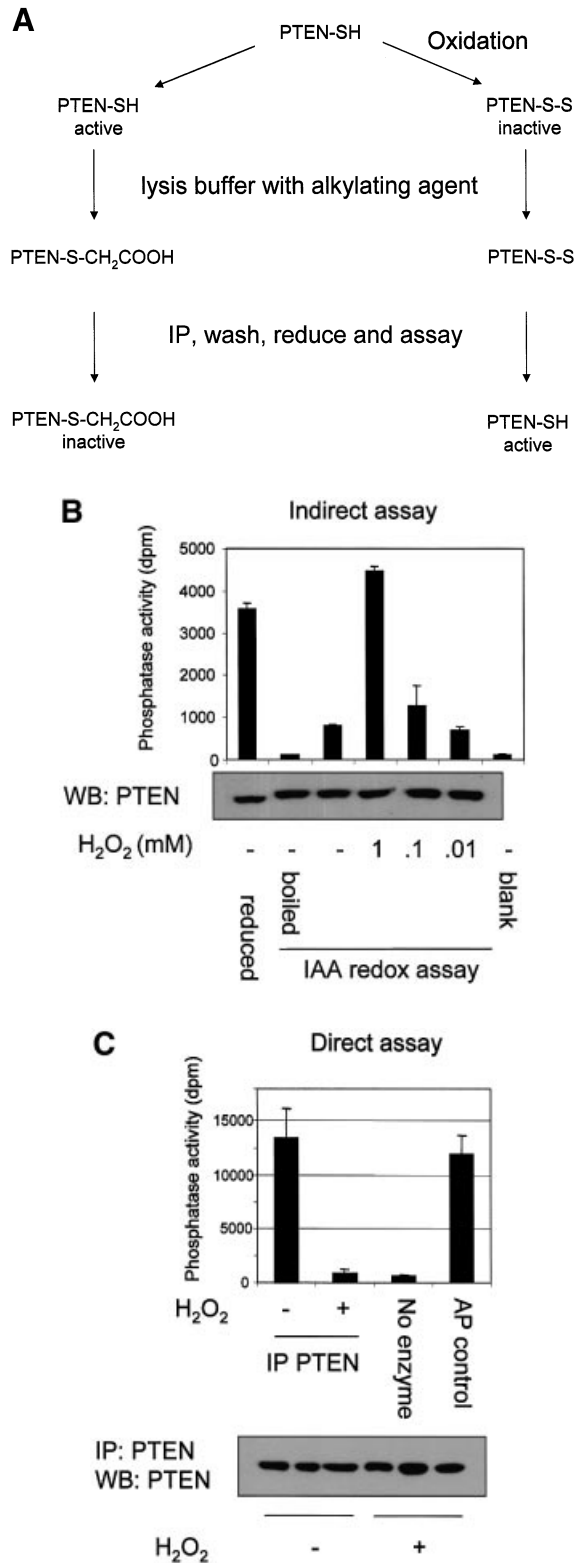 A
PTEN-SH
Oxidation
PTEN-SH
active
PTEN-S-S
inactive
lysis buffer with alkylating agent
PTEN-S-CH₂COOH
PTEN-S-S
IP, wash, reduce and assay
PTEN-S-CH₂COOH
inactive
PTEN-SH
active
B
Indirect assay
Phosphatase activity (dpm)
5000
4000
3000
2000
1000
0
WB: PTEN
H₂O₂ (mM) - - - 1 .1 .01 -
reduced
boiled
blank
IAA redox assay
C
Direct assay
Phosphatase activity (dpm)
15000
10000
5000
0
H₂O₂ - +
IP PTEN
No enzyme
AP control
IP: PTEN
WB: PTEN
H₂O₂ - +